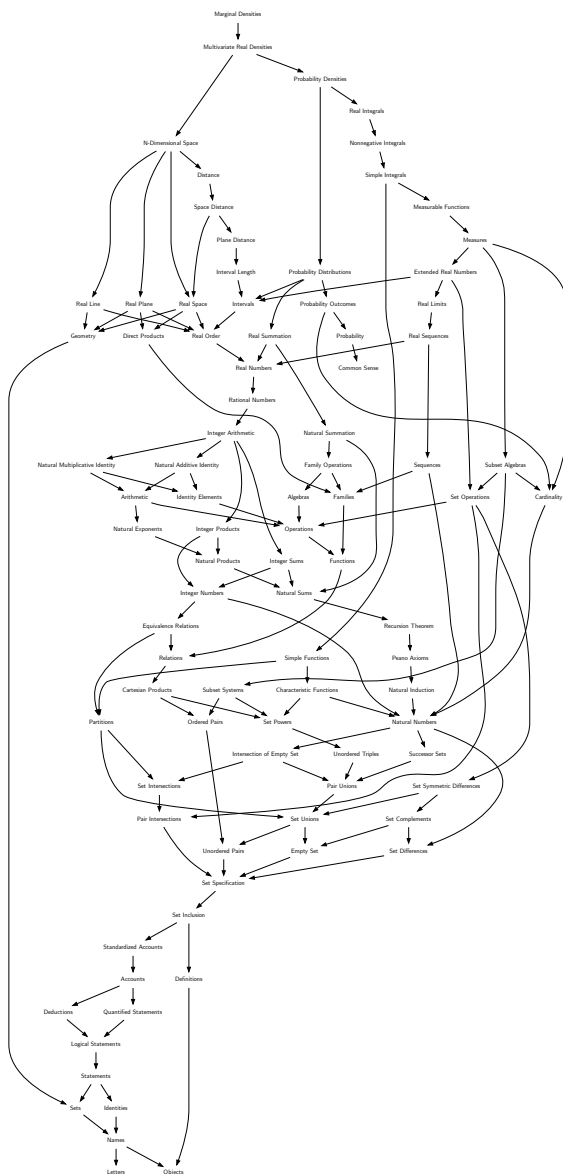 Marginal Densities
Multivariate Real Densities
Probability Densities
Real Integrals
N-Dimensional Space
Nonnegative Integrals
Distance
Simple Integrals
Space Distance
Measurable Functions
Plane Distance
Measures
Interval Length
Probability Distributions
Extended Real Numbers
Real Line
Real Plane
Real Space
Intervals
Probability Outcomes
Real Limits
Geometry
Direct Products
Real Order
Real Summation
Probability
Real Sequences
Real Numbers
Common Sense
Rational Numbers
Integer Arithmetic
Natural Summation
Natural Multiplicative Identity
Natural Additive Identity
Family Operations
Sequences
Subset Algebras
Arithmetic
Identity Elements
Algebras
Families
Set Operations
Cardinality
Natural Exponents
Integer Products
Operations
Natural Products
Integer Sums
Functions
Integer Numbers
Natural Sums
Equivalence Relations
Recursion Theorem
Relations
Simple Functions
Peano Axioms
Cartesian Products
Subset Systems
Characteristic Functions
Natural Induction
Partitions
Ordered Pairs
Set Powers
Natural Numbers
Intersection of Empty Set
Unordered Triples
Successor Sets
Set Intersections
Pair Unions
Set Symmetric Differences
Pair Intersections
Set Unions
Set Complements
Unordered Pairs
Empty Set
Set Differences
Set Specification
Set Inclusion
Standardized Accounts
Accounts
Definitions
Deductions
Quantified Statements
Logical Statements
Statements
Sets
Identities
Names
Letters
Objects